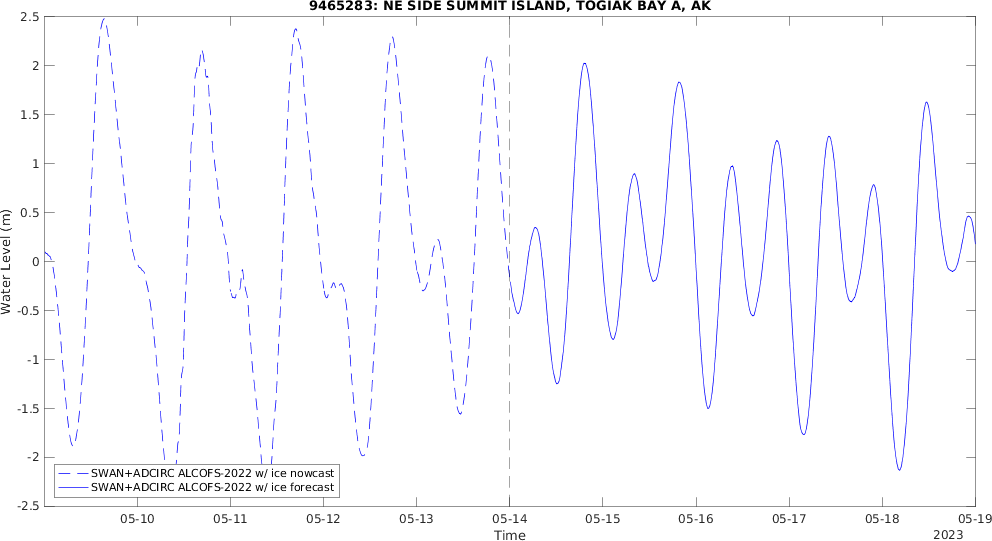 9465283: NE SIDE SUMMIT ISLAND, TOGIAK BAY A, AK
2.5
2
1.5
1
0.5
0
-0.5
-1
-1.5
-2
-2.5
Water Level (m)
SWAN+ADCIRC ALCOFS-2022 w/ ice nowcast
SWAN+ADCIRC ALCOFS-2022 w/ ice forecast
05-10 05-11 05-12 05-13 05-14 05-15 05-16 05-17 05-18 05-19
Time
2023